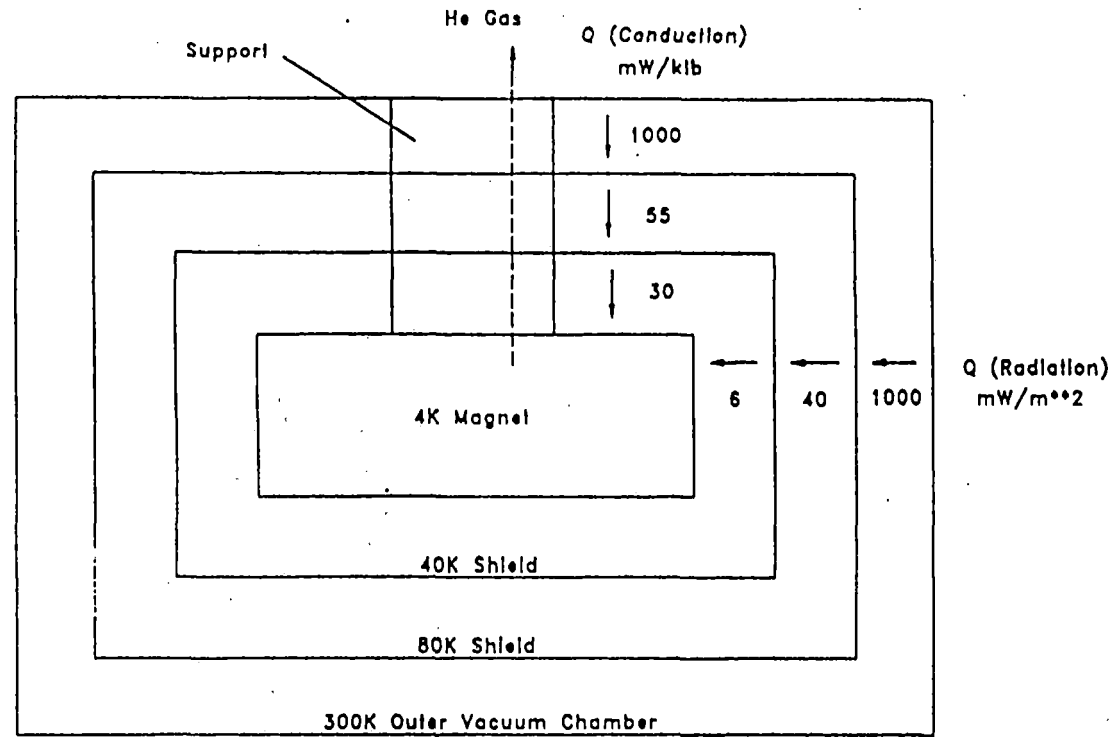 He Gas
Support
Q (Conduction)
mW/klb
1000
55
30
4K Magnet
6
40
1000
Q (Radiation)
mW/m**2
40K Shield
80K Shield
300K Outer Vacuum Chamber